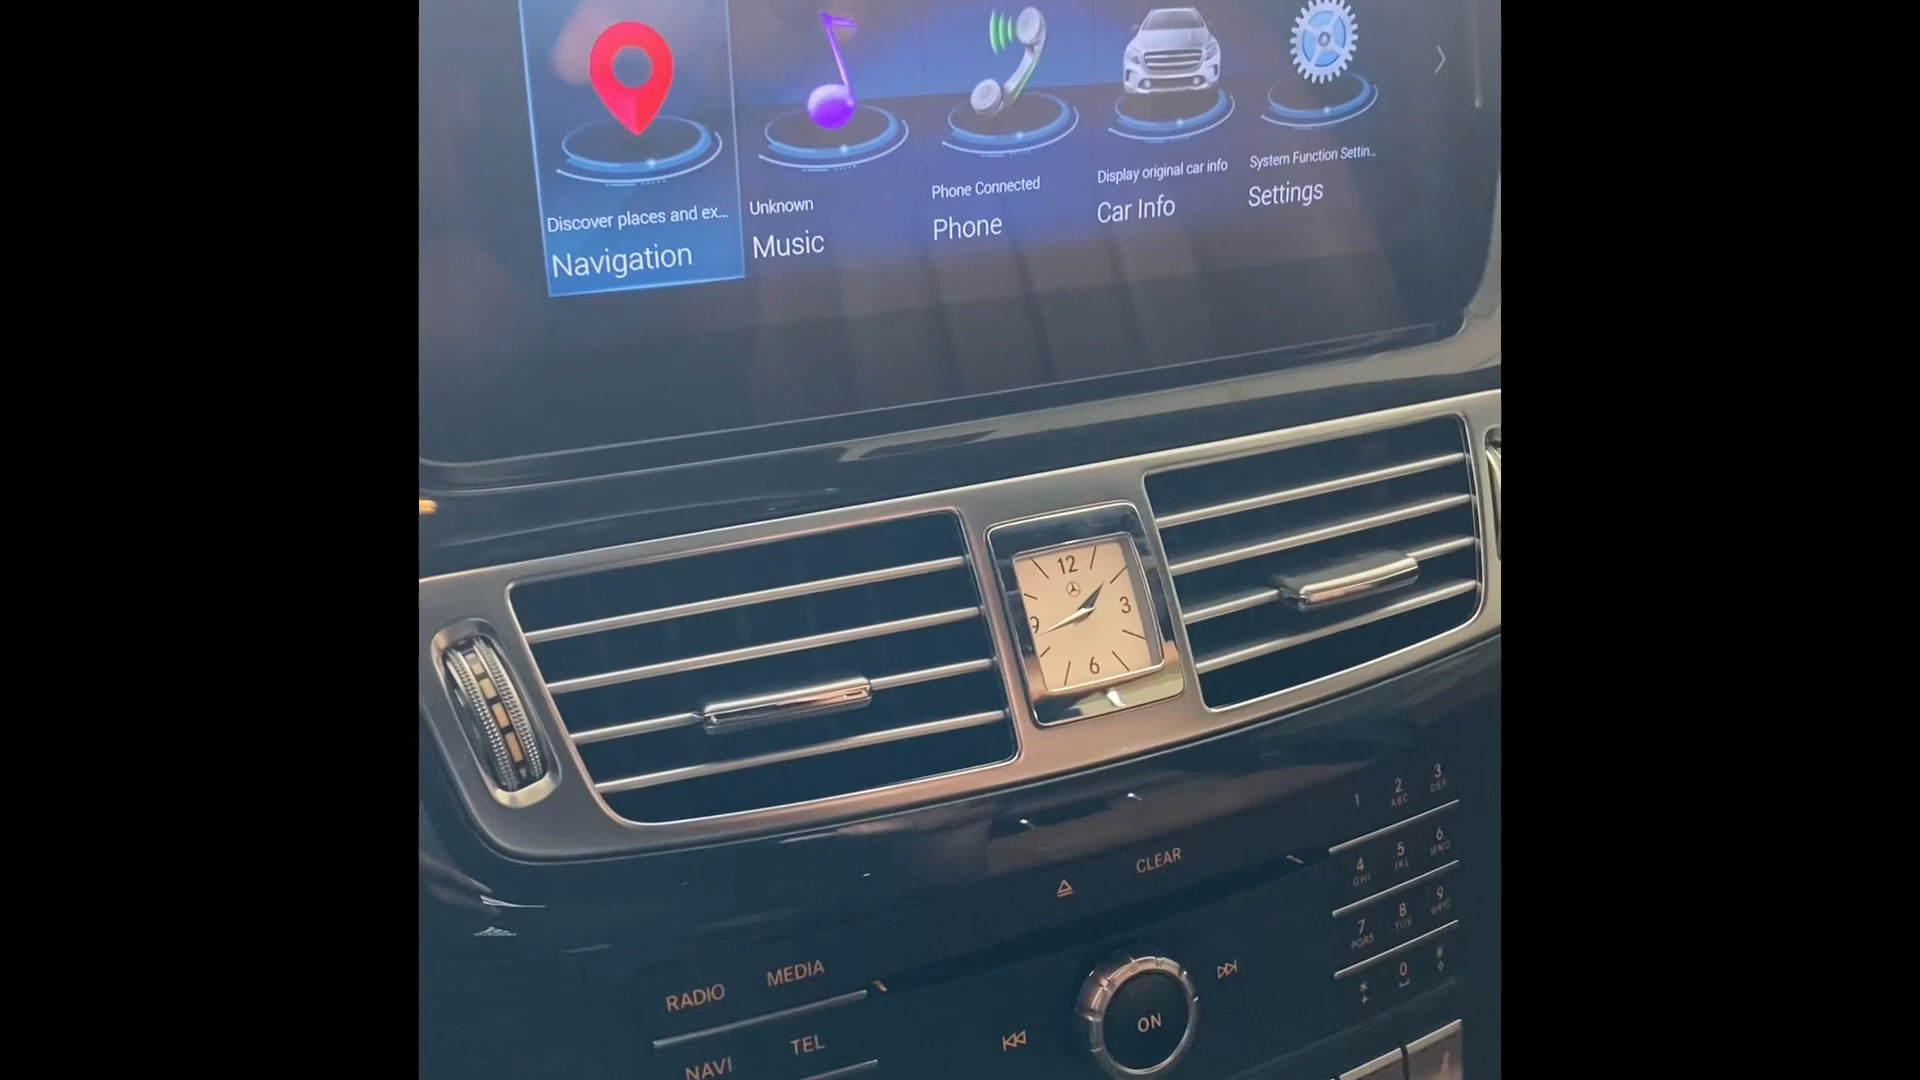 Discover places and ex...
Navigation
Unknown
Music
Phone Connected
Phone
Display original car info
Car Info
System Function Settin...
Settings
12
3
6
9
CLEAR
RADIO
MEDIA
NAVI
TEL
ON
1
2 ABC
3 DEF
4 GHI
5 JKL
6 MNO
7 PQRS
8 TUV
9 WXYZ
*
0
#
+